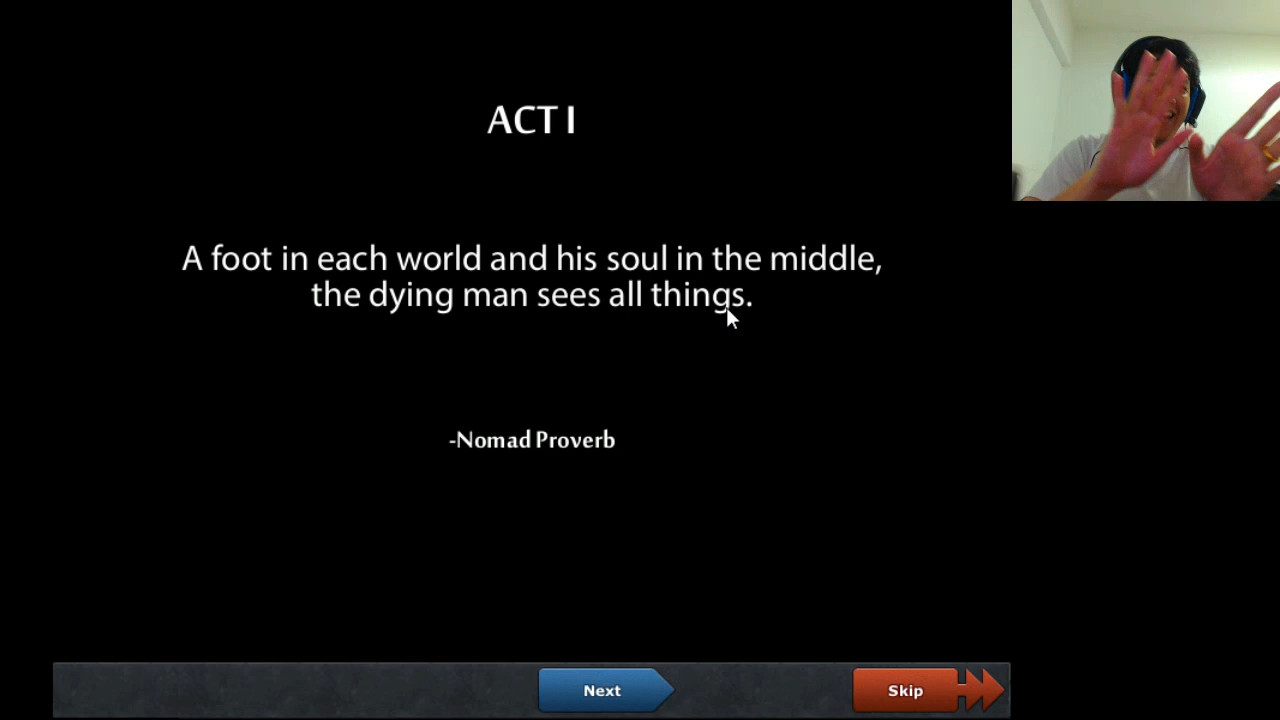 ACT I
A foot in each world and his soul in the middle,
the dying man sees all things.
-Nomad Proverb
Next
Skip